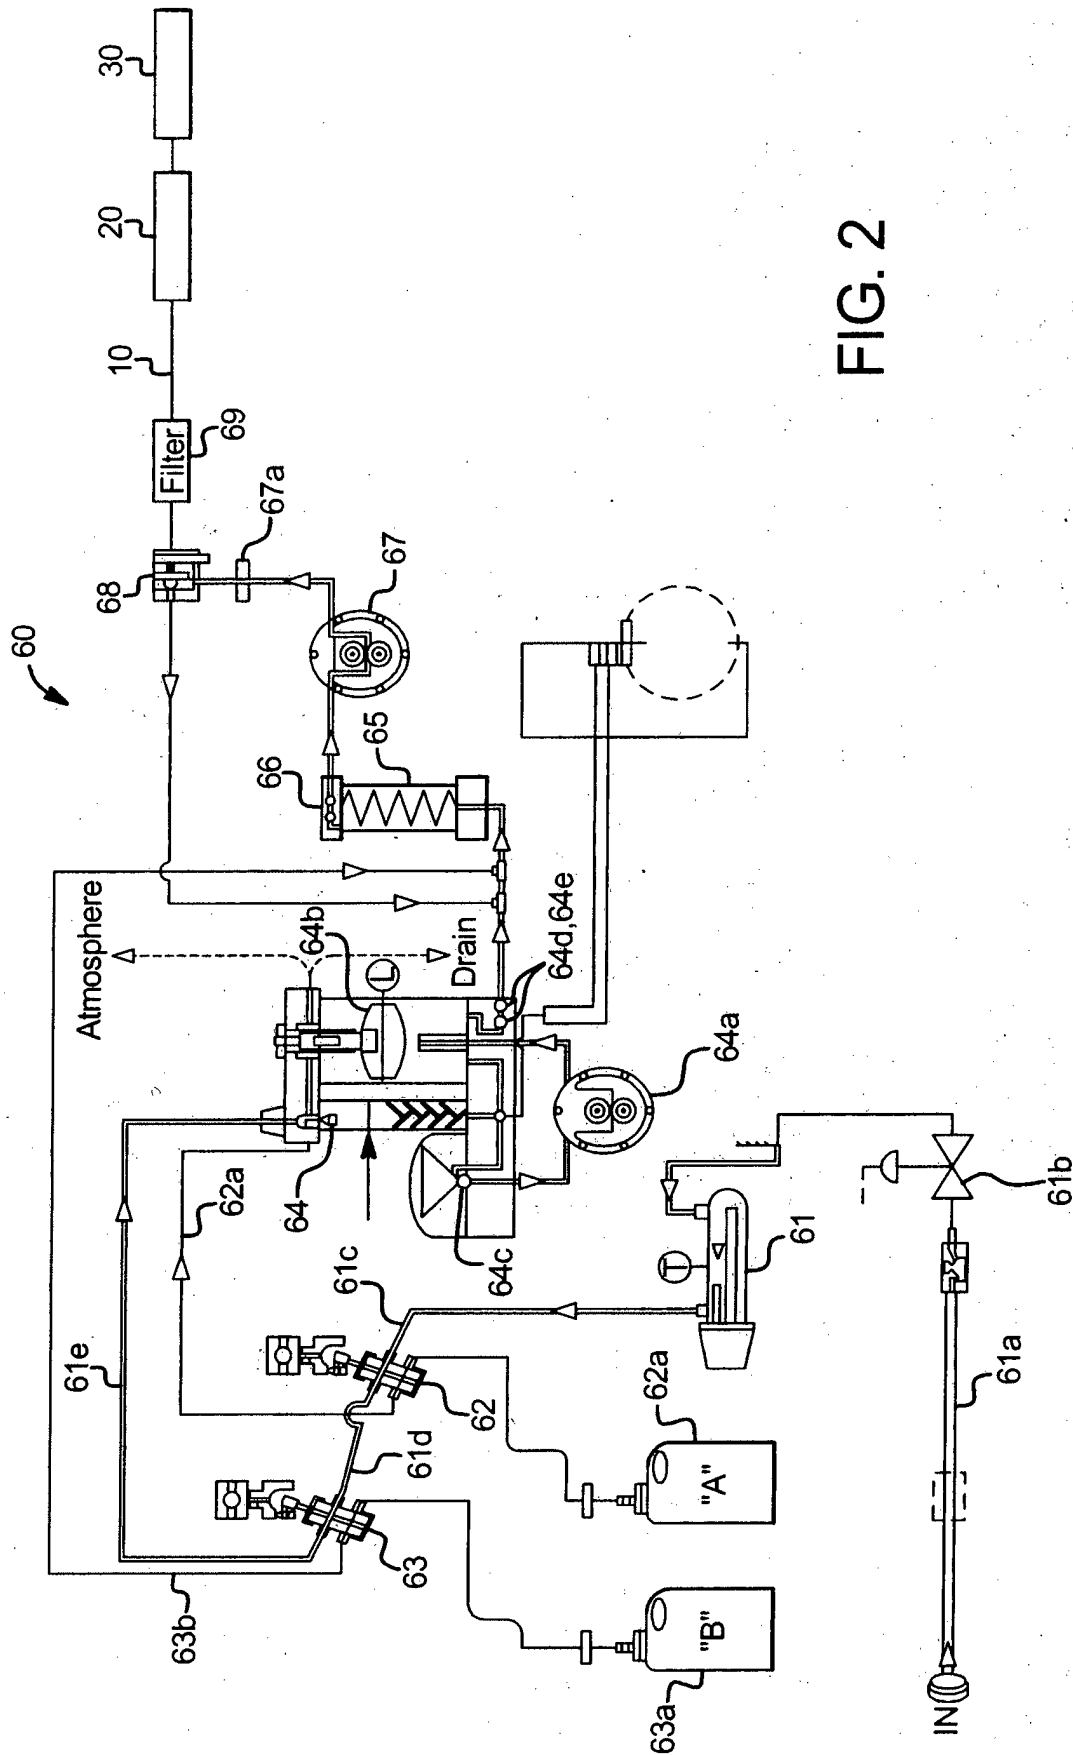 60
30
20
10
Filter
69
68
67a
67
66
65
Atmosphere
Drain
64b
L
64d,64e
64a
64
64c
62a
61e
61c
61d
62
63
63b
T
61
61b
61a
62a
"A"
63a
"B"
IN
FIG. 2